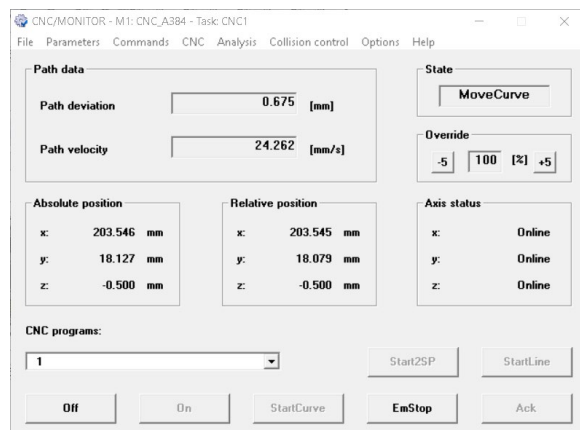 CNC/MONITOR - M1: CNC_A384 - Task: CNC1
File Parameters Commands CNC Analysis Collision control Options Help
Path data
Path deviation 0.675 [mm]
Path velocity 24.262 [mm/s]
State
MoveCurve
Override
-5 100 [%] +5
Absolute position
x: 203.546 mm
y: 18.127 mm
z: -0.500 mm
Relative position
x: 203.545 mm
y: 18.079 mm
z: -0.500 mm
Axis status
x: Online
y: Online
z: Online
CNC programs:
1
Start2SP StartLine
Off On StartCurve EmStop Ack